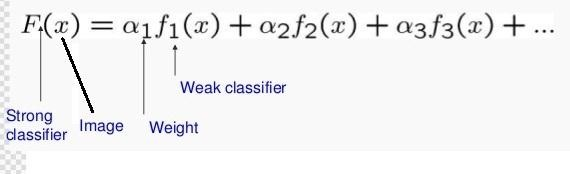 F(x) = α₁f₁(x) + α₂f₂(x) + α₃f₃(x) + ...
Weak classifier
Strong
classifier
Image
Weight